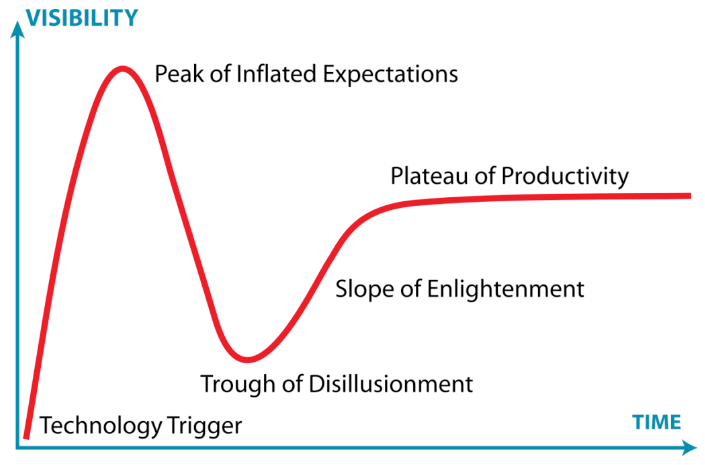 VISIBILITY
Peak of Inflated Expectations
Plateau of Productivity
Slope of Enlightenment
Trough of Disillusionment
Technology Trigger
TIME